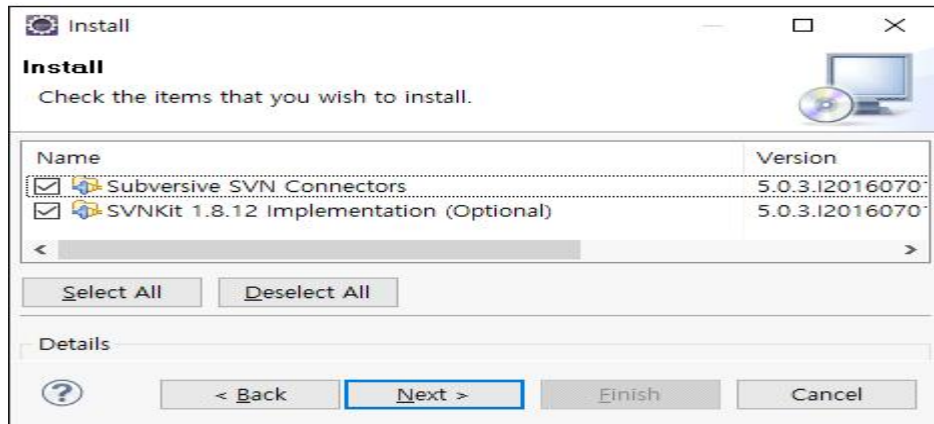 Install
Install
Check the items that you wish to install.
Name Version
Subversive SVN Connectors 5.0.3.I2016070
SVNKit 1.8.12 Implementation (Optional) 5.0.3.I2016070
Select All Deselect All
Details
? < Back Next > Finish Cancel